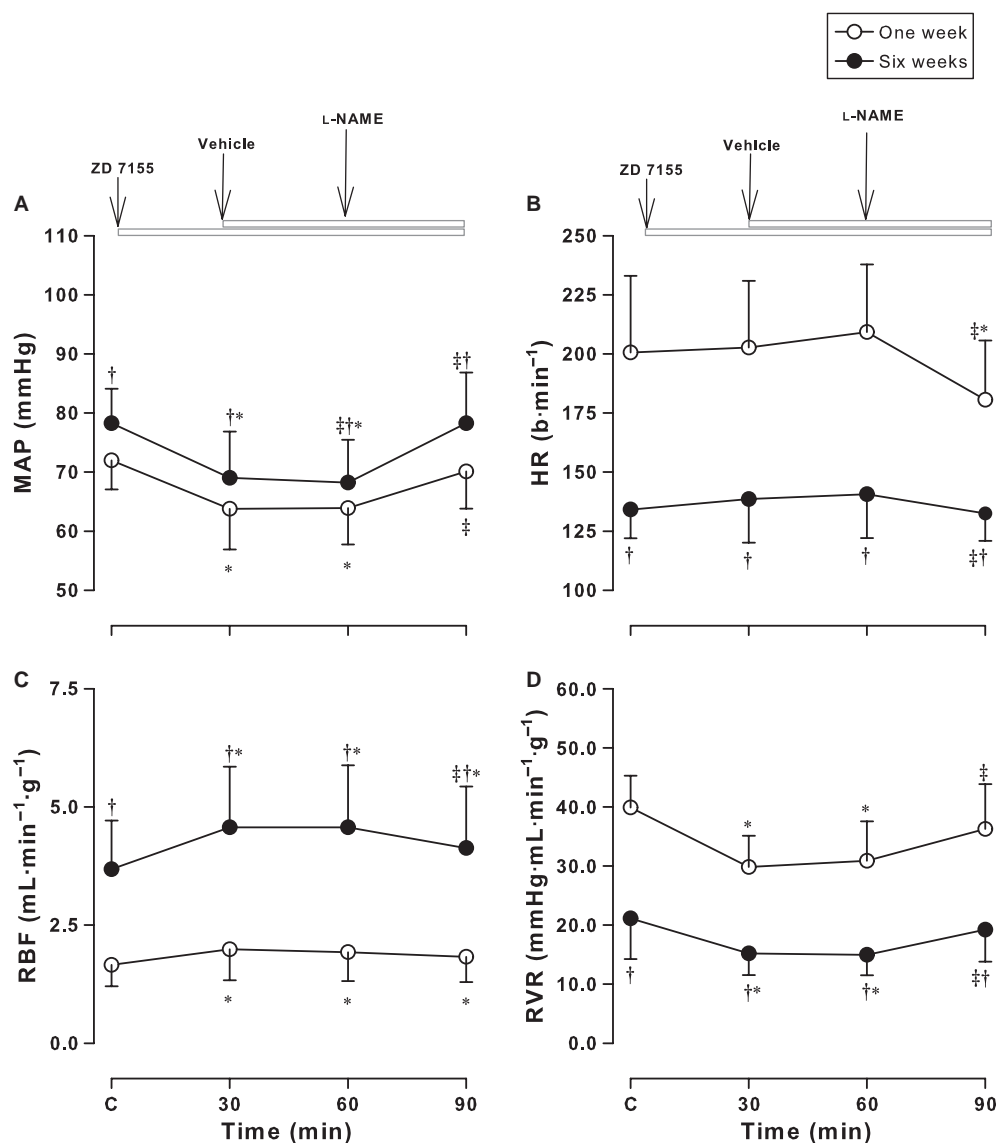 One week
Six weeks
L-NAME
Vehicle
ZD 7155
L-NAME
Vehicle
ZD 7155
A
110
100
90
80
70
60
50
MAP (mmHg)
†
†*
‡†*
‡†
*
*
‡
B
250
225
200
175
150
125
100
HR (b·min⁻¹)
‡*
†
†
†
‡†
C
7.5
5.0
2.5
0.0
RBF (mL·min⁻¹·g⁻¹)
†
†*
†*
‡†*
*
*
*
C
30
60
90
Time (min)
D
60.0
50.0
40.0
30.0
20.0
10.0
0.0
RVR (mmHg·mL·min⁻¹·g⁻¹)
*
*
‡
†
†*
†*
‡†
C
30
60
90
Time (min)